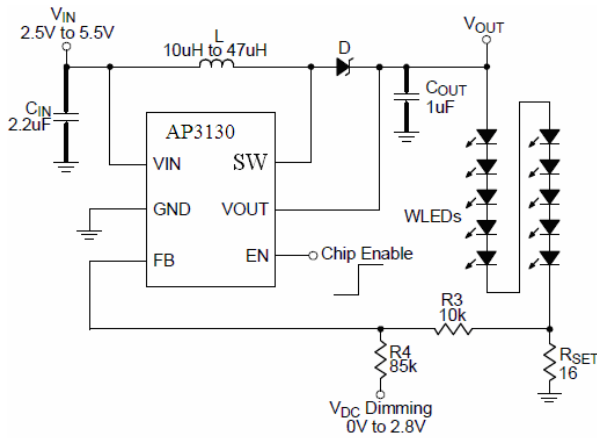 VIN
2.5V to 5.5V
L
10uH to 47uH
D
VOUT
CIN
2.2uF
COUT
1uF
AP3130
VIN
SW
GND
VOUT
WLEDs
FB
EN
Chip Enable
R3
10k
R4
85k
RSET
16
VDC Dimming
0V to 2.8V